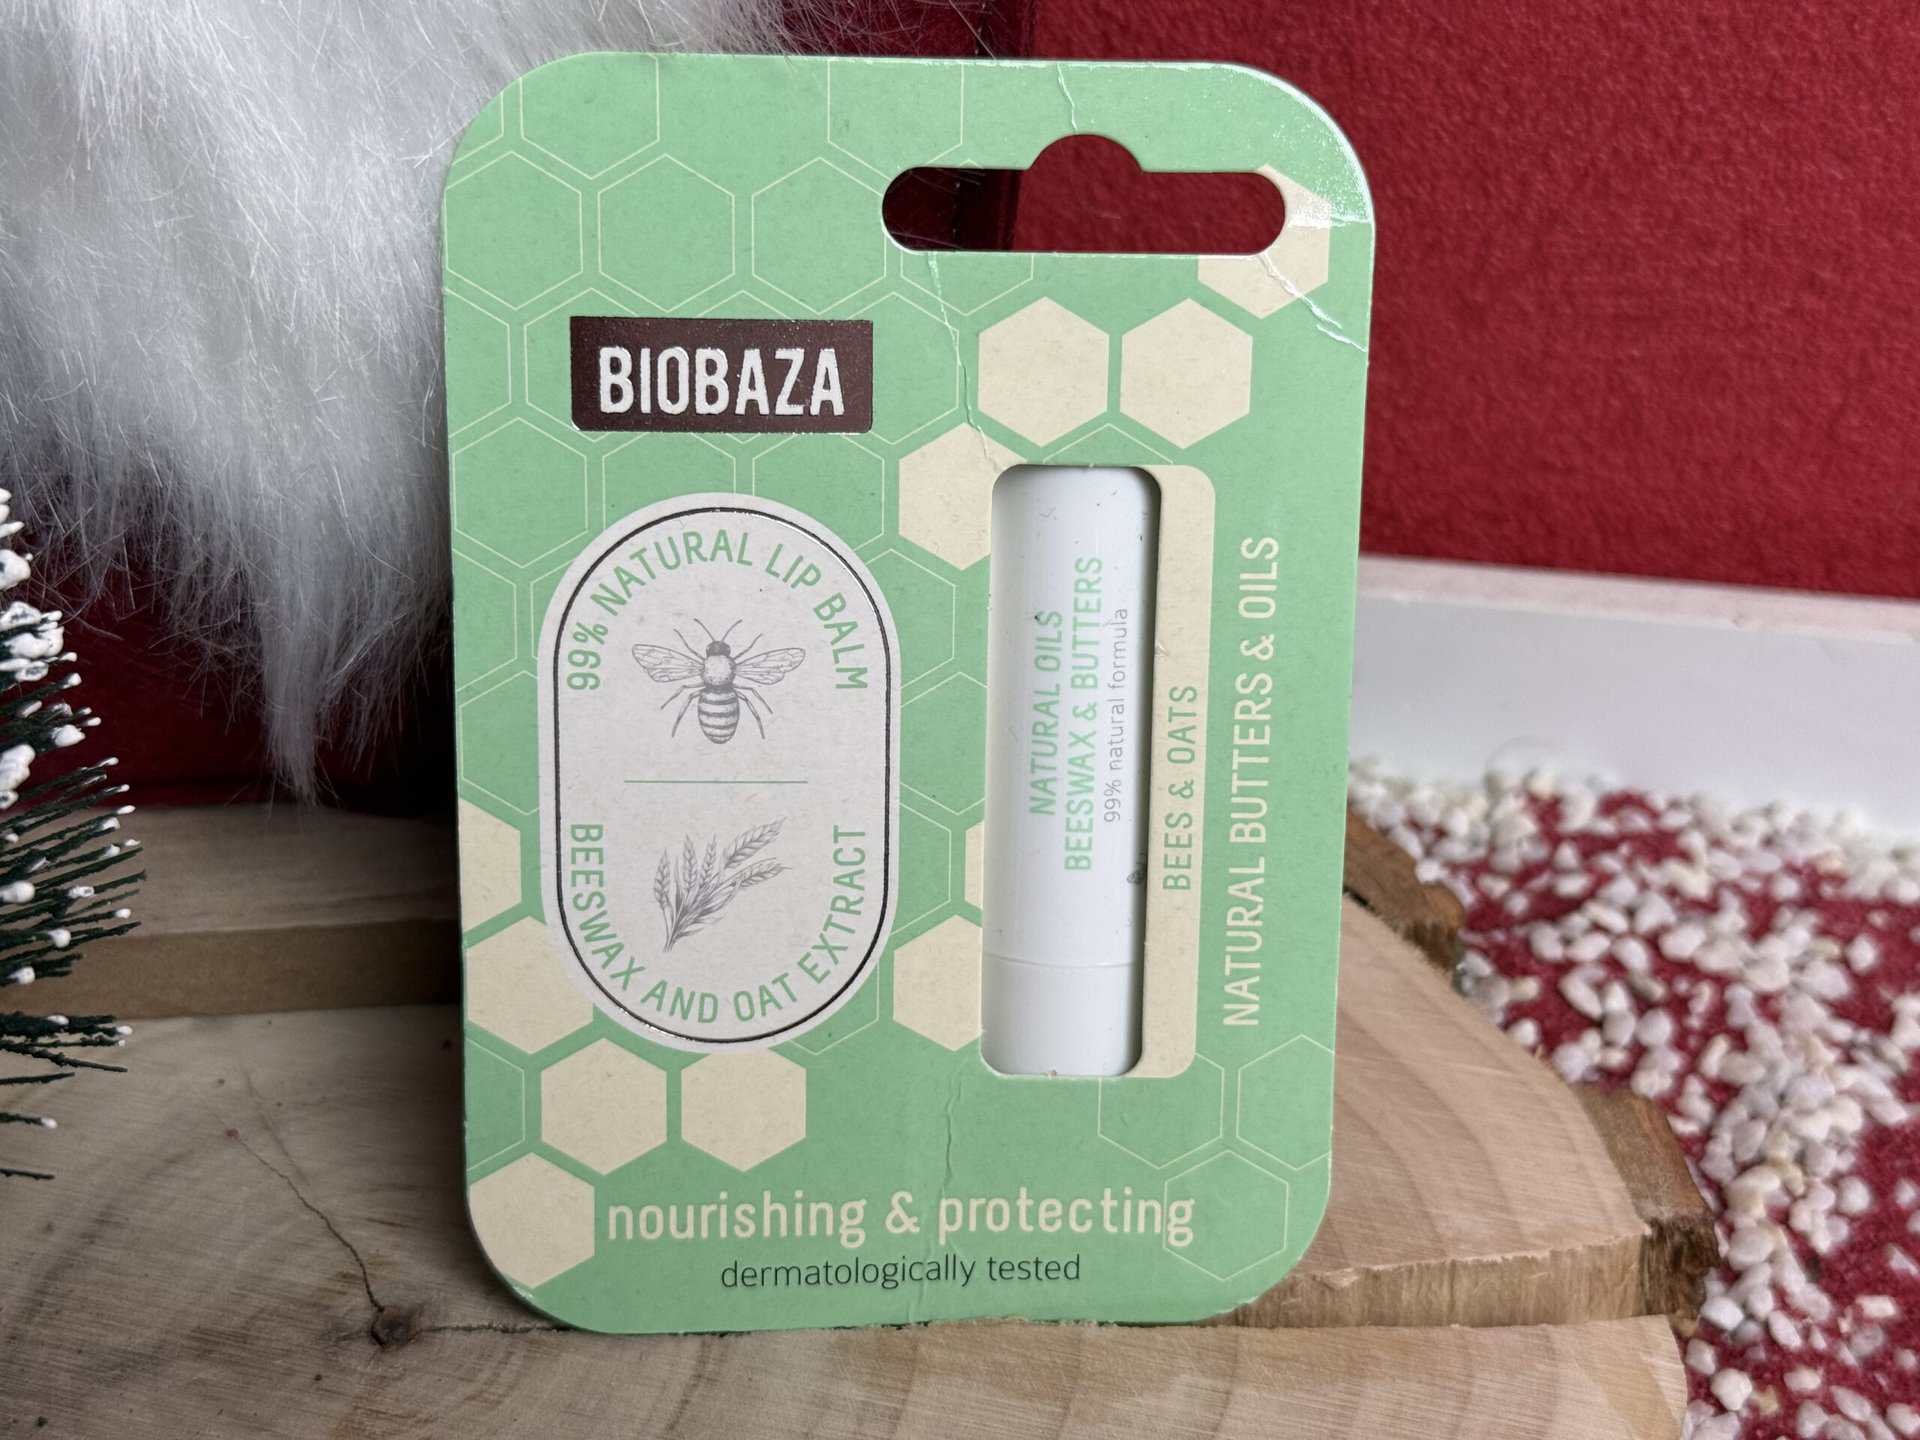 BIOBAZA
99% NATURAL LIP BALM
BEESWAX AND OAT EXTRACT
NATURAL OILS
BEESWAX & BUTTERS
99% natural formula
BEES & OATS
NATURAL BUTTERS & OILS
nourishing & protecting
dermatologically tested